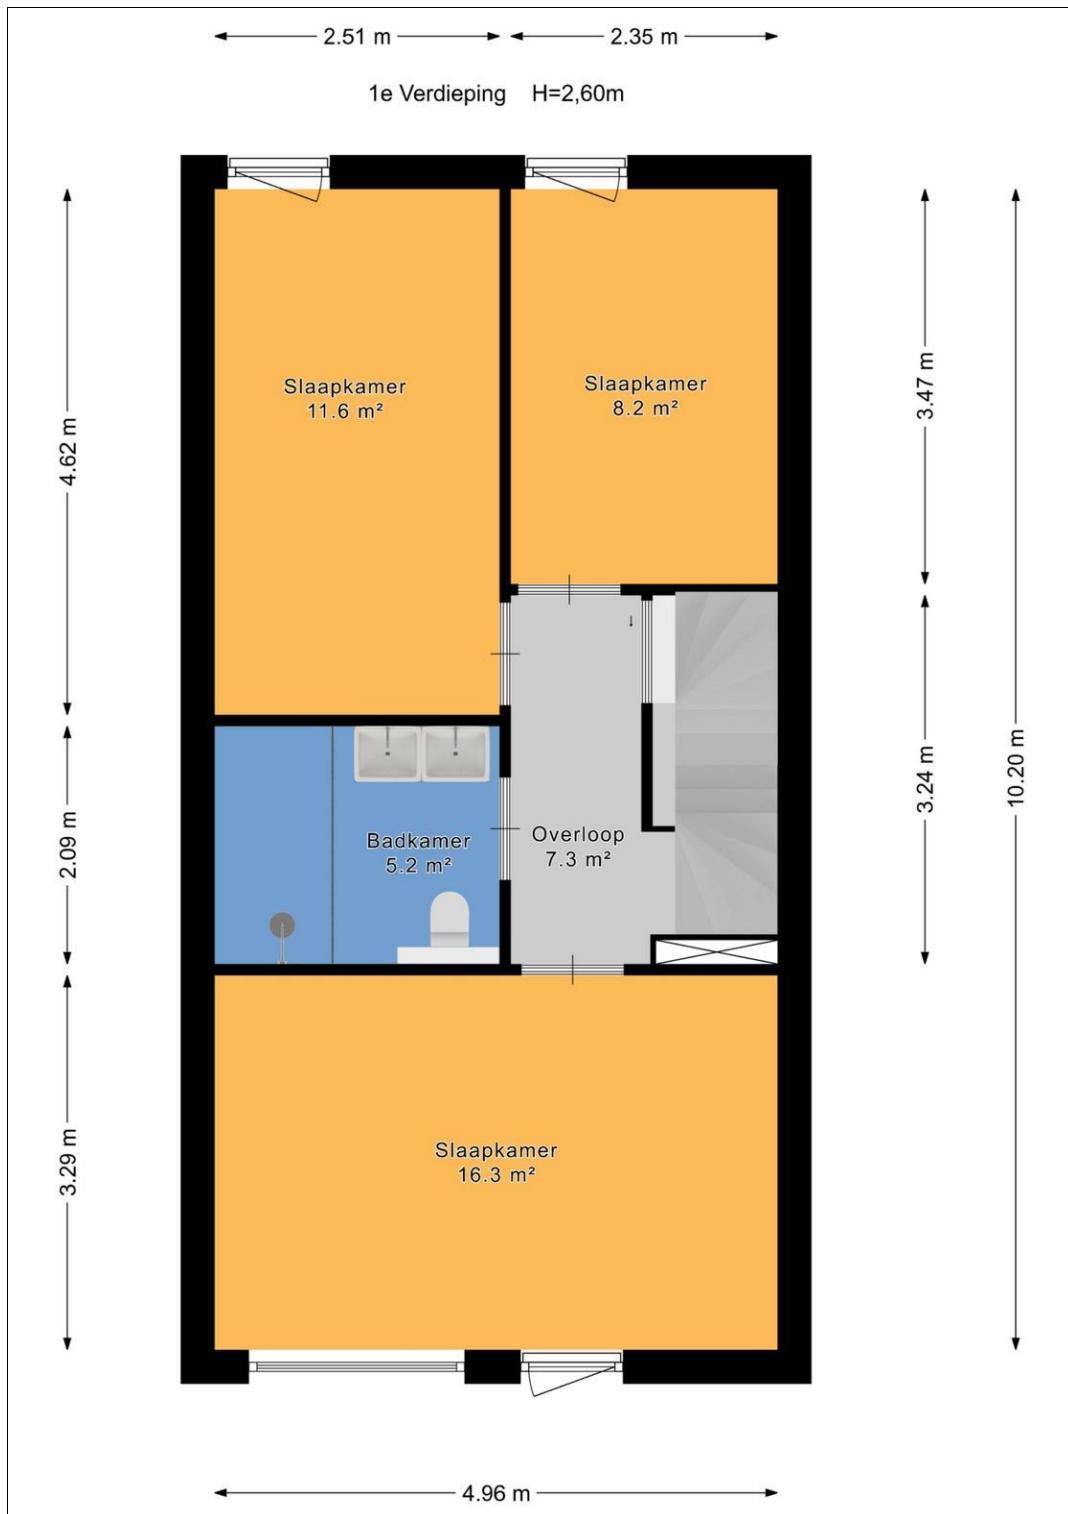 2.51 m
2.35 m
1e Verdieping H=2,60m
Slaapkamer
11.6 m²
Slaapkamer
8.2 m²
4.62 m
3.47 m
2.09 m
Badkamer
5.2 m²
Overloop
7.3 m²
3.24 m
10.20 m
Slaapkamer
16.3 m²
3.29 m
4.96 m